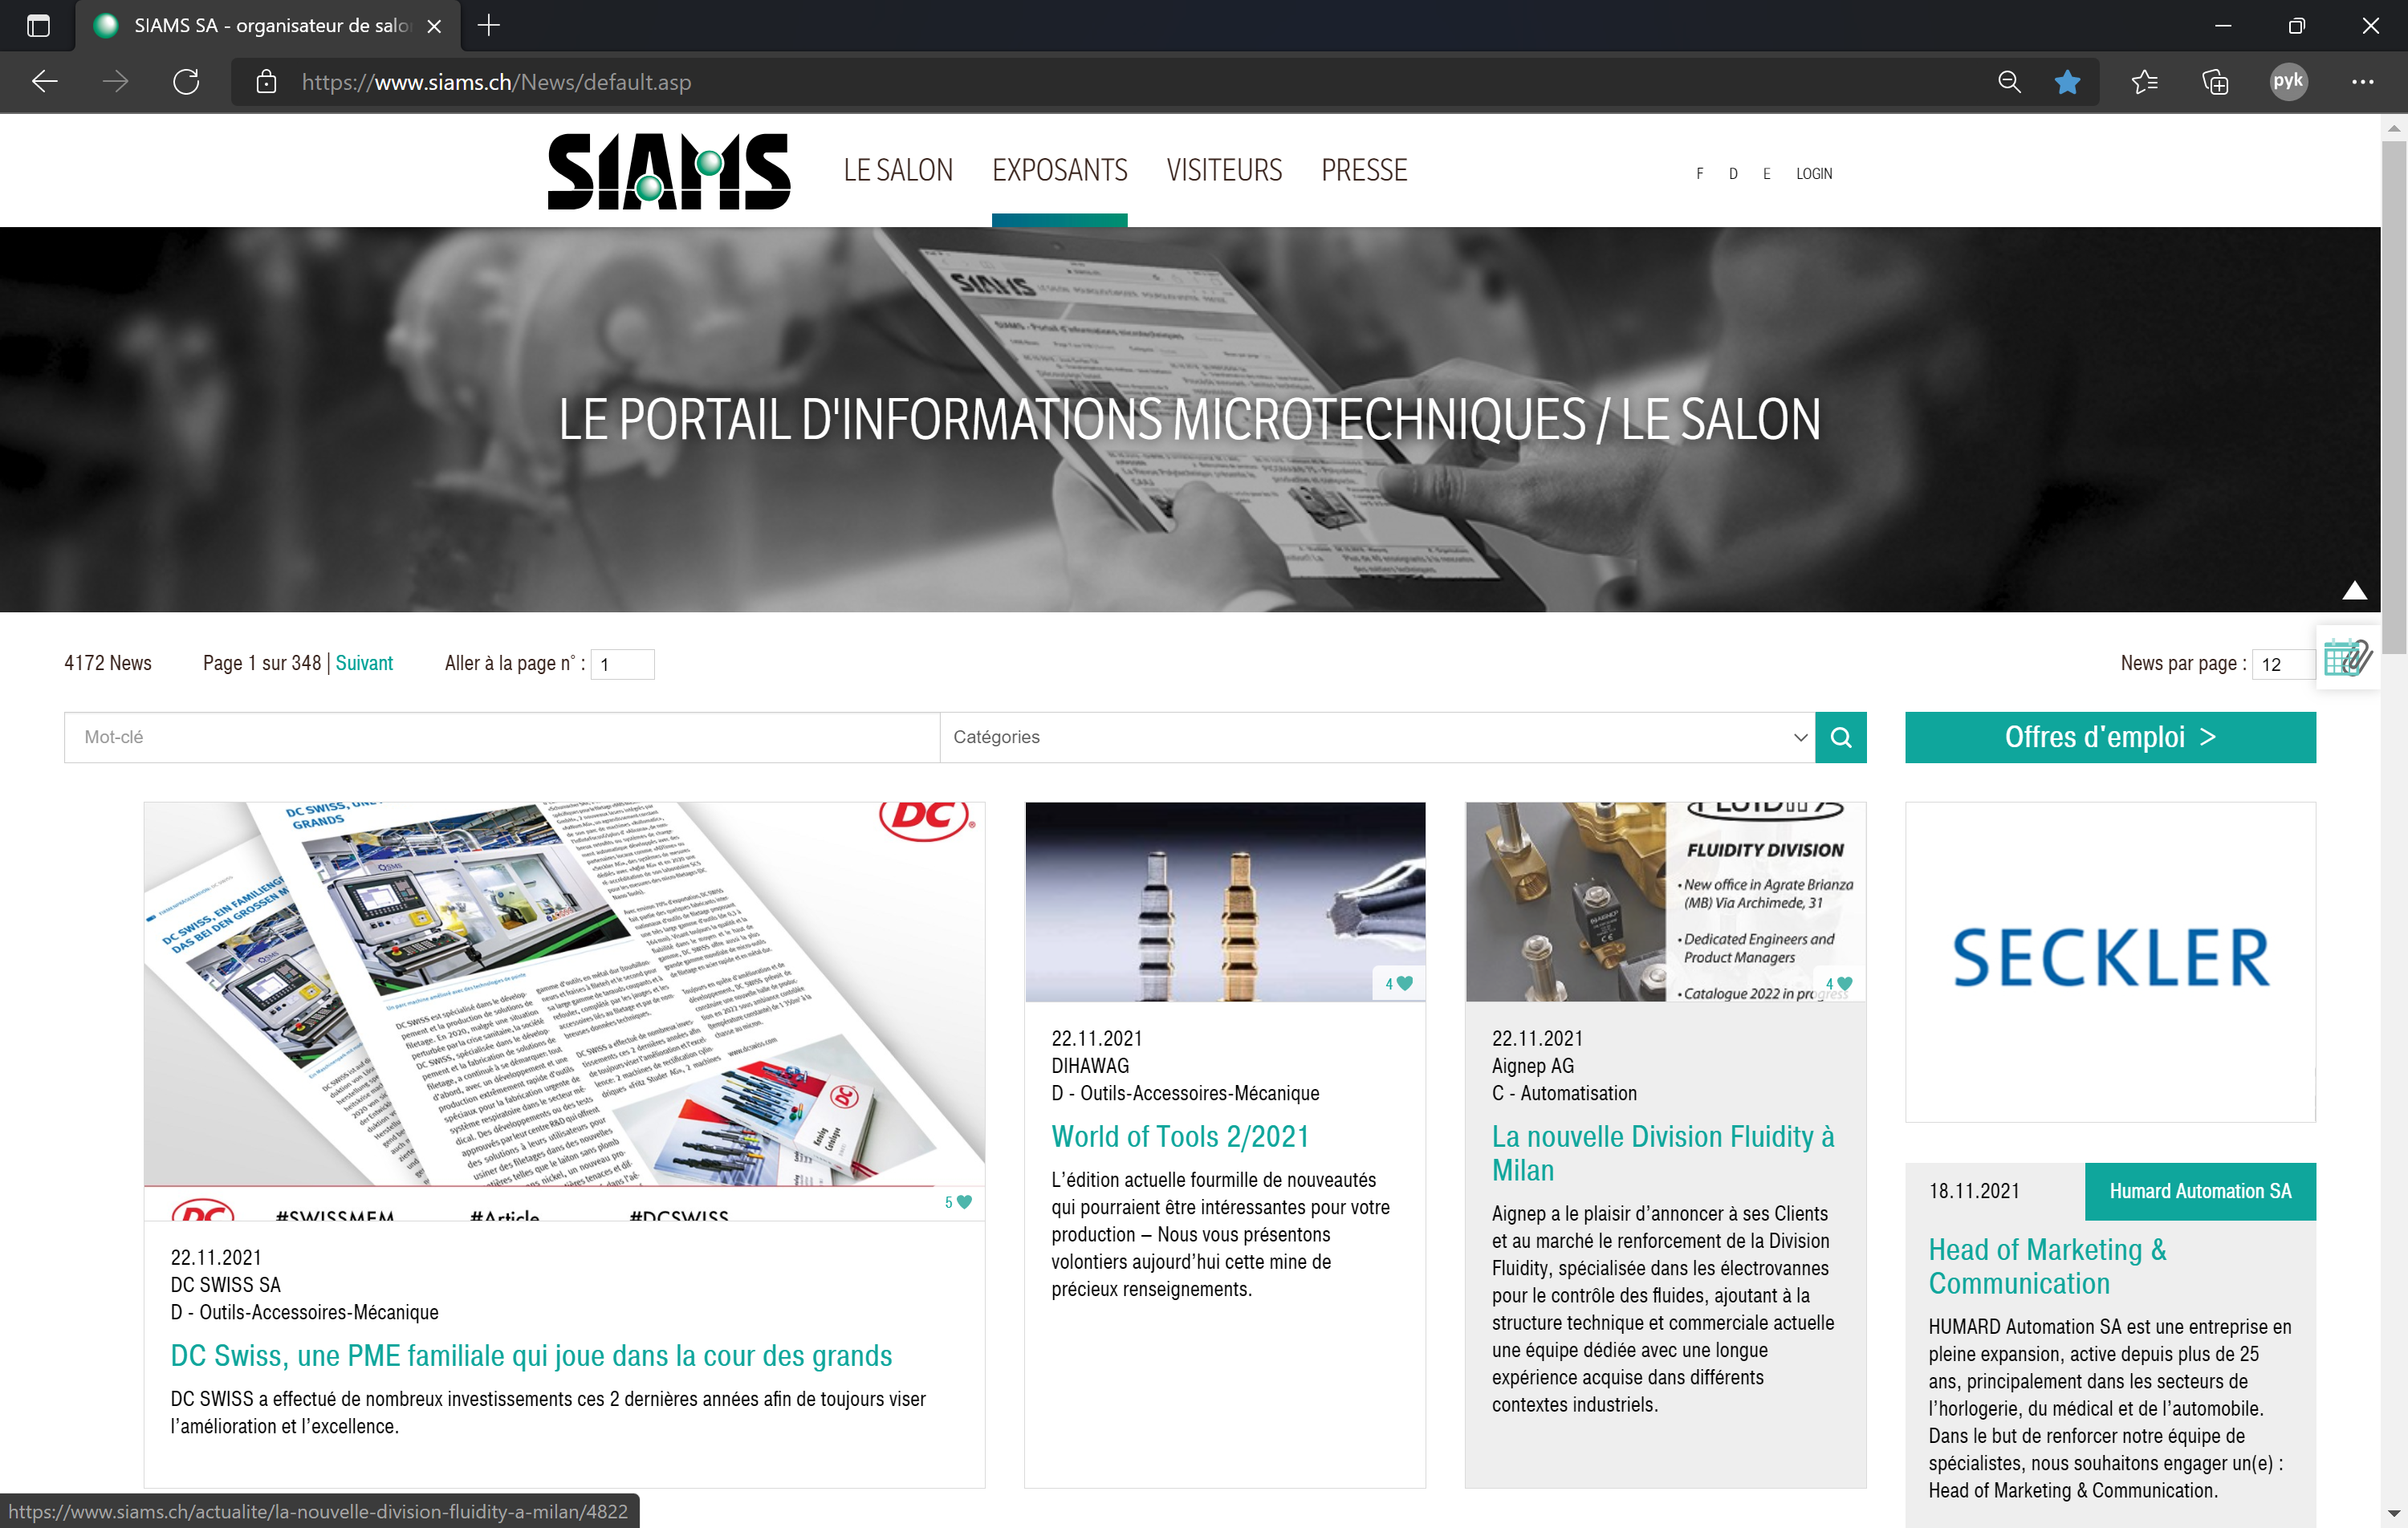 SIAMS SA - organisateur de salo
https://www.siams.ch/News/default.asp
pyk
SIAMS
LE SALON
EXPOSANTS
VISITEURS
PRESSE
F
D
E
LOGIN
SIAMS
LE PORTAIL D'INFORMATIONS MICROTECHNIQUES / LE SALON
4172 News
Page 1 sur 348 | Suivant
Aller à la page n° : 1
News par page : 12
Mot-clé
Catégories
Offres d'emploi >
GRANDS
DC
DC SWISS, EIN FAMILIENG
DAS BEI DEN GROSSEN M
DC
#SWISSMEM
#Article
#DCSWISS
5
22.11.2021
DC SWISS SA
D - Outils-Accessoires-Mécanique
DC Swiss, une PME familiale qui joue dans la cour des grands
DC SWISS a effectué de nombreux investissements ces 2 dernières années afin de toujours viser
l'amélioration et l'excellence.
4
22.11.2021
DIHAWAG
D - Outils-Accessoires-Mécanique
World of Tools 2/2021
L'édition actuelle fourmille de nouveautés
qui pourraient être intéressantes pour votre
production – Nous vous présentons
volontiers aujourd'hui cette mine de
précieux renseignements.
FLUIDITY DIVISION
• New office in Agrate Brianza
(MB) Via Archimede, 31
• Dedicated Engineers and
Product Managers
• Catalogue 2022 in progress
4
22.11.2021
Aignep AG
C - Automatisation
La nouvelle Division Fluidity à
Milan
Aignep a le plaisir d'annoncer à ses Clients
et au marché le renforcement de la Division
Fluidity, spécialisée dans les électrovannes
pour le contrôle des fluides, ajoutant à la
structure technique et commerciale actuelle
une équipe dédiée avec une longue
expérience acquise dans différents
contextes industriels.
SECKLER
18.11.2021
Humard Automation SA
Head of Marketing &
Communication
HUMARD Automation SA est une entreprise en
pleine expansion, active depuis plus de 25
ans, principalement dans les secteurs de
l'horlogerie, du médical et de l'automobile.
Dans le but de renforcer notre équipe de
spécialistes, nous souhaitons engager un(e) :
Head of Marketing & Communication.
https://www.siams.ch/actualite/la-nouvelle-division-fluidity-a-milan/4822